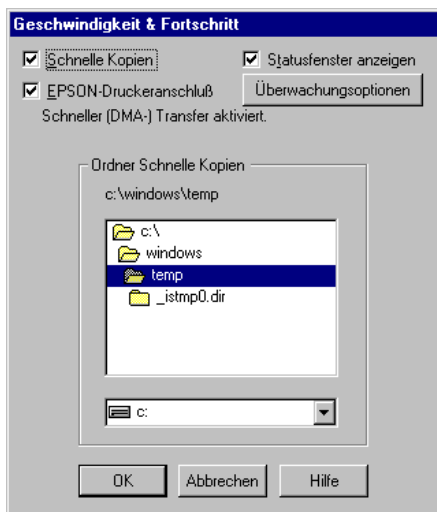 Geschwindigkeit & Fortschritt
Schnelle Kopien
Statusfenster anzeigen
EPSON-Druckeranschluß
Überwachungsoptionen
Schneller (DMA-) Transfer aktiviert.
Ordner Schnelle Kopien
c:\windows\temp
c:\
windows
temp
_istmp0.dir
c:
OK
Abbrechen
Hilfe